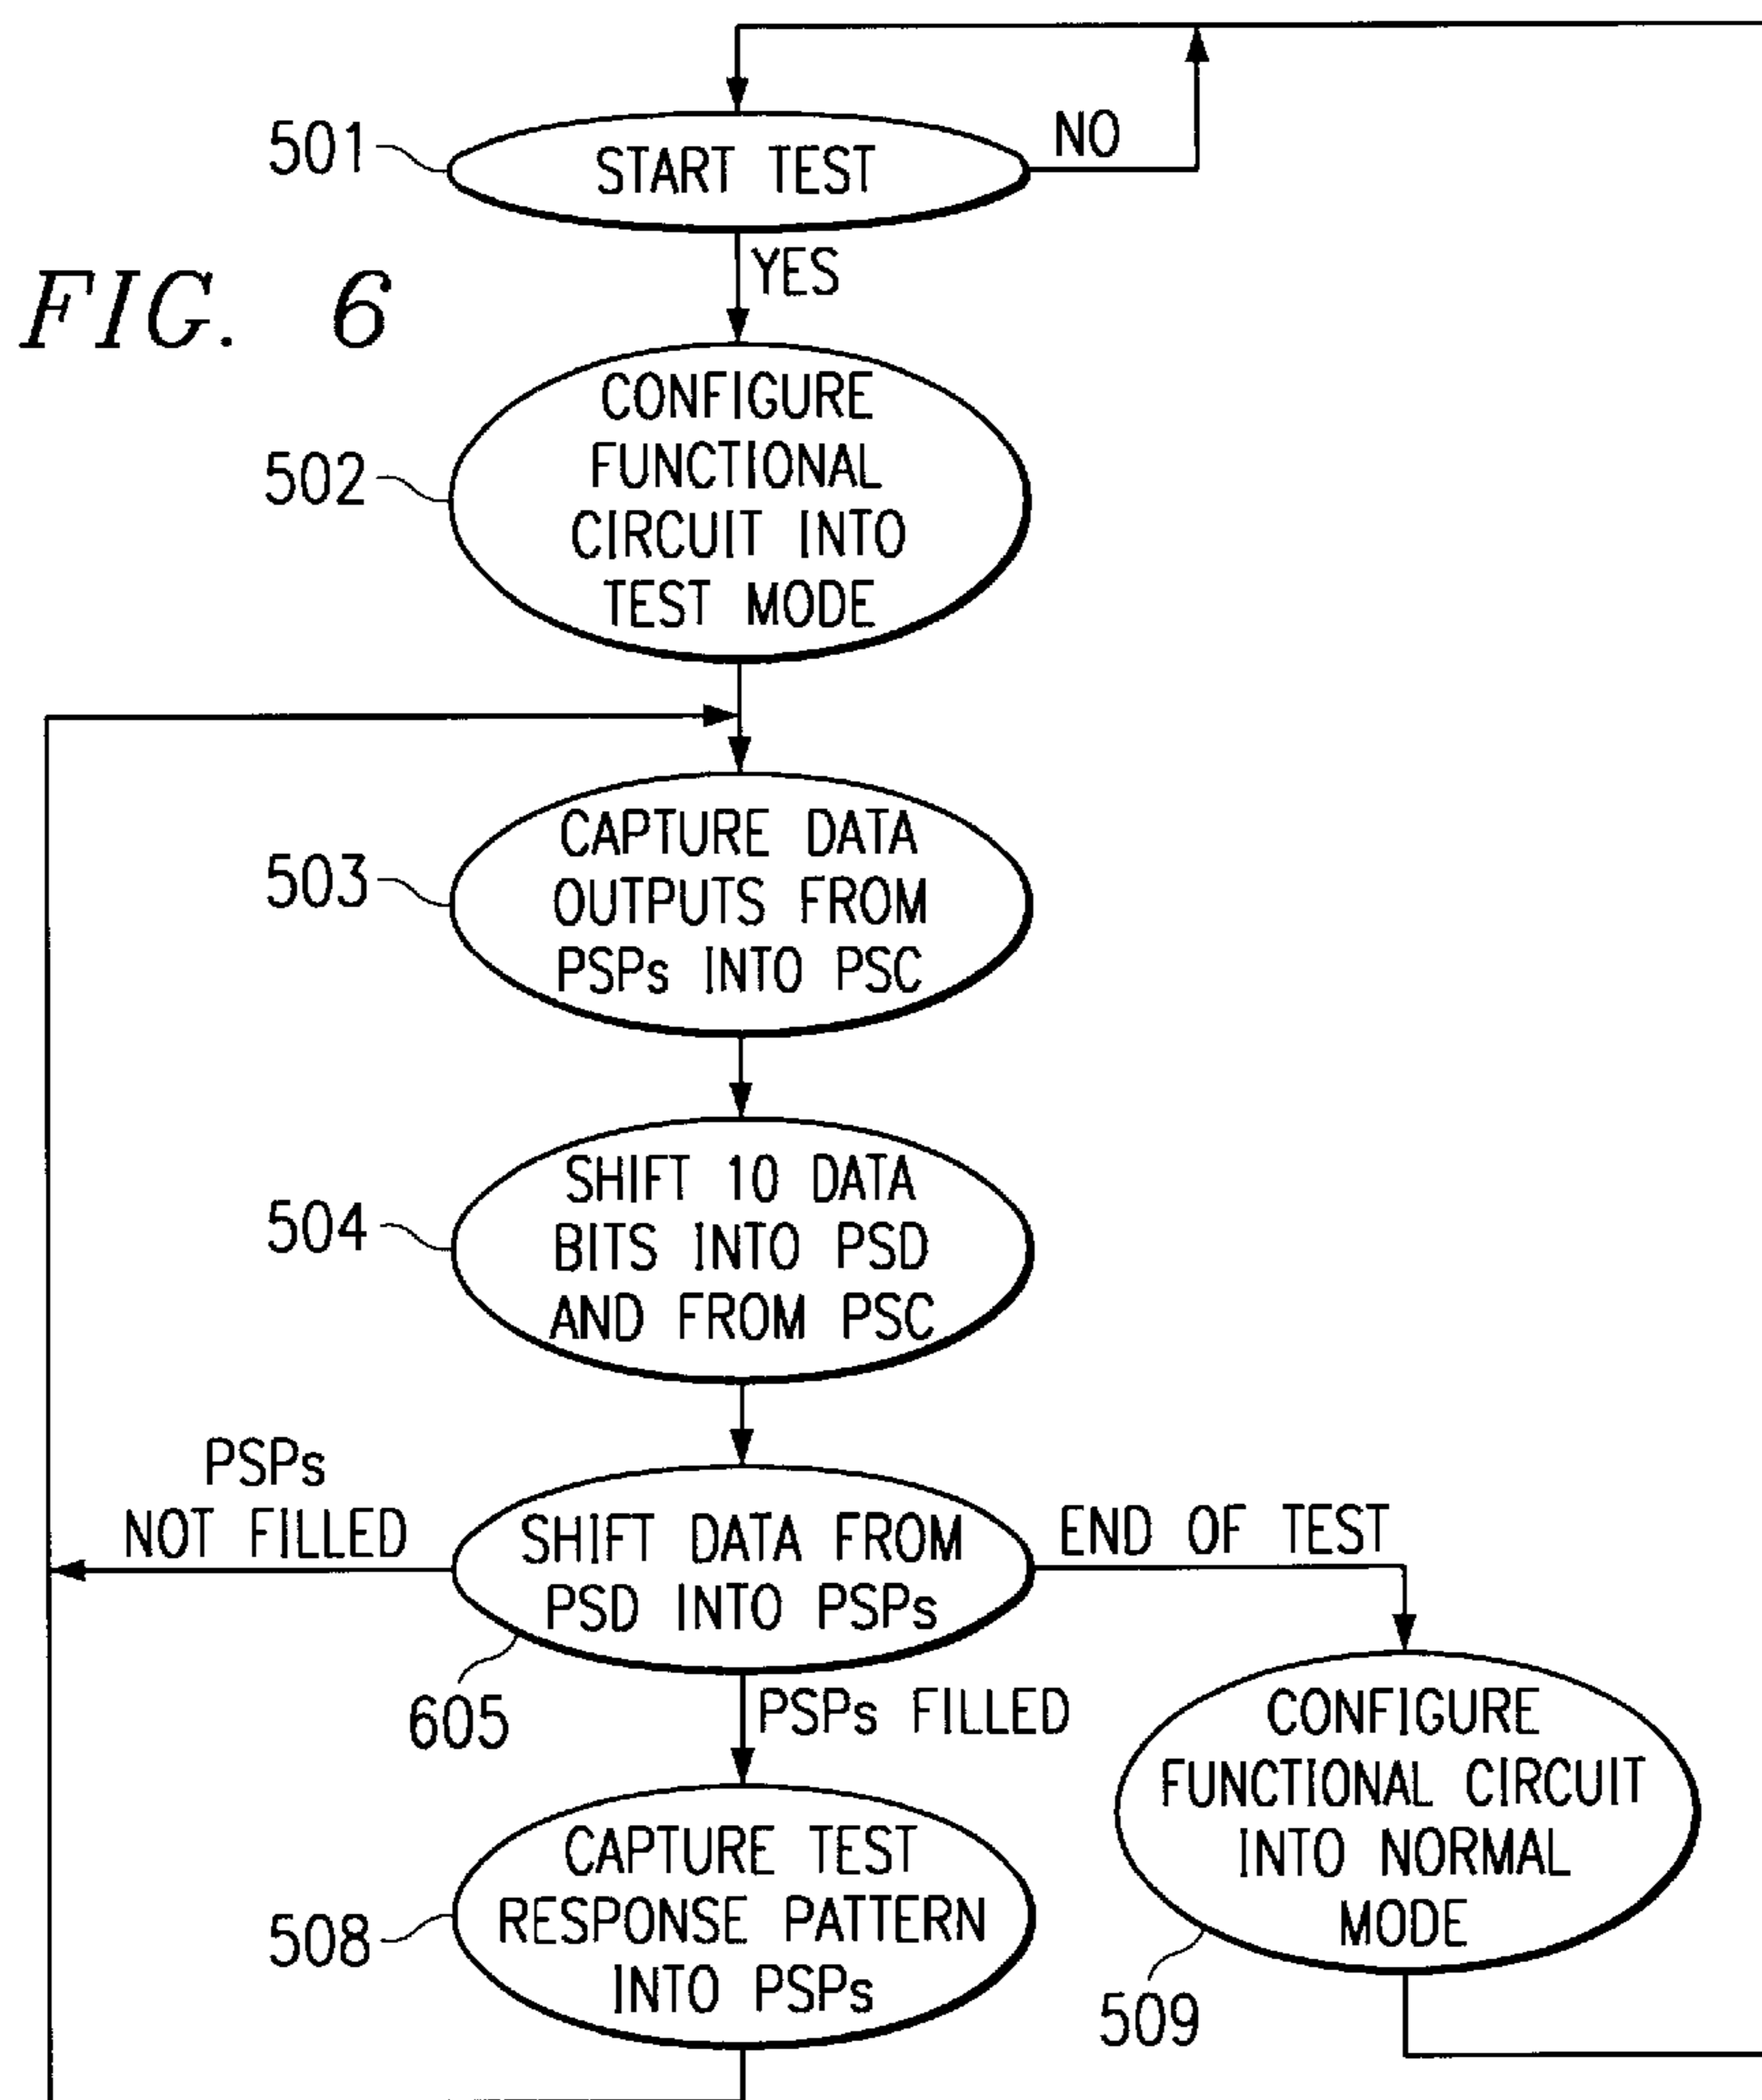 501
START TEST
NO
YES
FIG. 6
502
CONFIGURE
FUNCTIONAL
CIRCUIT INTO
TEST MODE
503
CAPTURE DATA
OUTPUTS FROM
PSPs INTO PSC
504
SHIFT 10 DATA
BITS INTO PSD
AND FROM PSC
PSPs
NOT FILLED
SHIFT DATA FROM
PSD INTO PSPs
END OF TEST
605
PSPs FILLED
CONFIGURE
FUNCTIONAL CIRCUIT
INTO NORMAL
MODE
509
508
CAPTURE TEST
RESPONSE PATTERN
INTO PSPs